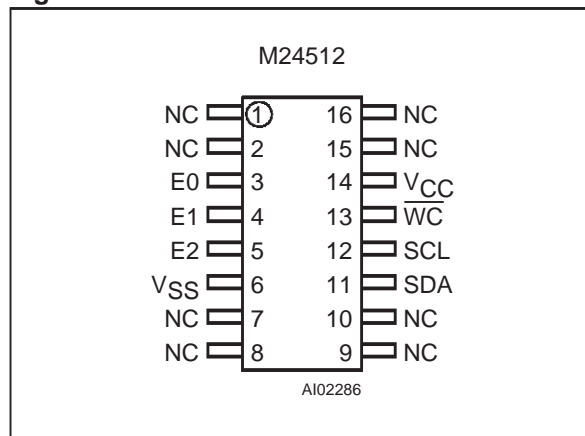 M24512
NC 1 16 NC
NC 2 15 NC
E0 3 14 VCC
E1 4 13 W̅C̅
E2 5 12 SCL
VSS 6 11 SDA
NC 7 10 NC
NC 8 9 NC
AI02286